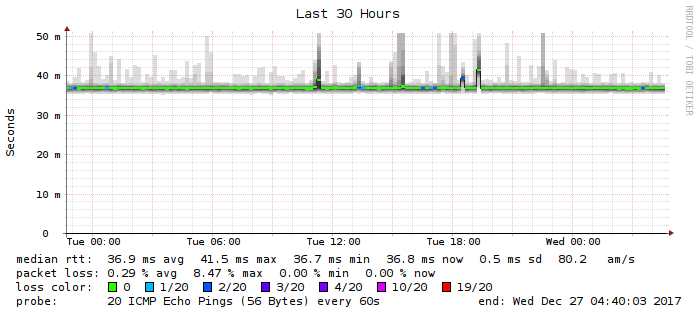 Last 30 Hours
RRDTOOL / TOBI OETIKER
Seconds
50 m
40 m
30 m
20 m
10 m
0
Tue 00:00 Tue 06:00 Tue 12:00 Tue 18:00 Wed 00:00
median rtt: 36.9 ms avg 41.5 ms max 36.7 ms min 36.8 ms now 0.5 ms sd 80.2 am/s
packet loss: 0.29 % avg 8.47 % max 0.00 % min 0.00 % now
loss color: 0 1/20 2/20 3/20 4/20 10/20 19/20
probe: 20 ICMP Echo Pings (56 Bytes) every 60s end: Wed Dec 27 04:40:03 2017